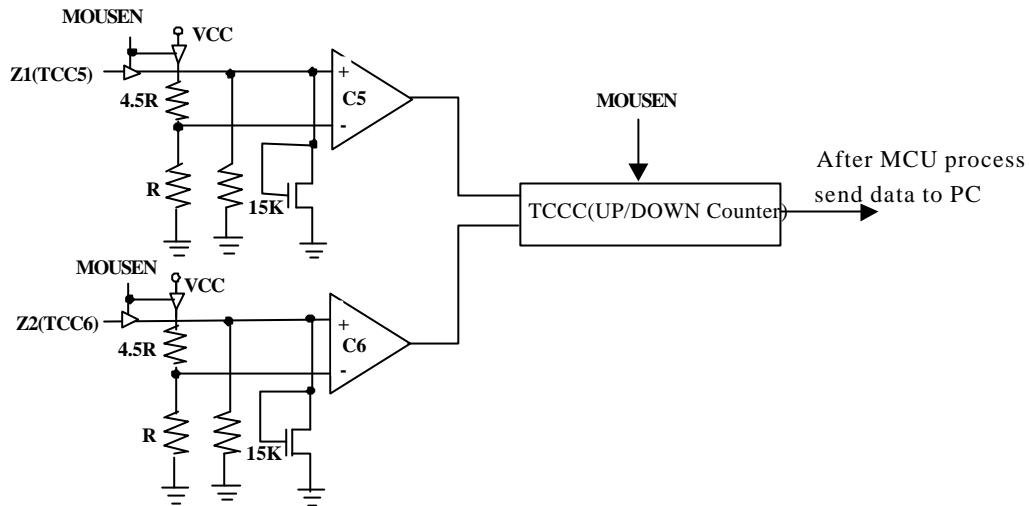 MOUSEN
VCC
Z1(TCC5)
4.5R
+
C5
-
R
15K
MOUSEN
TCCC(UP/DOWN Counter)
After MCU process
send data to PC
MOUSEN
VCC
Z2(TCC6)
4.5R
+
C6
-
R
15K